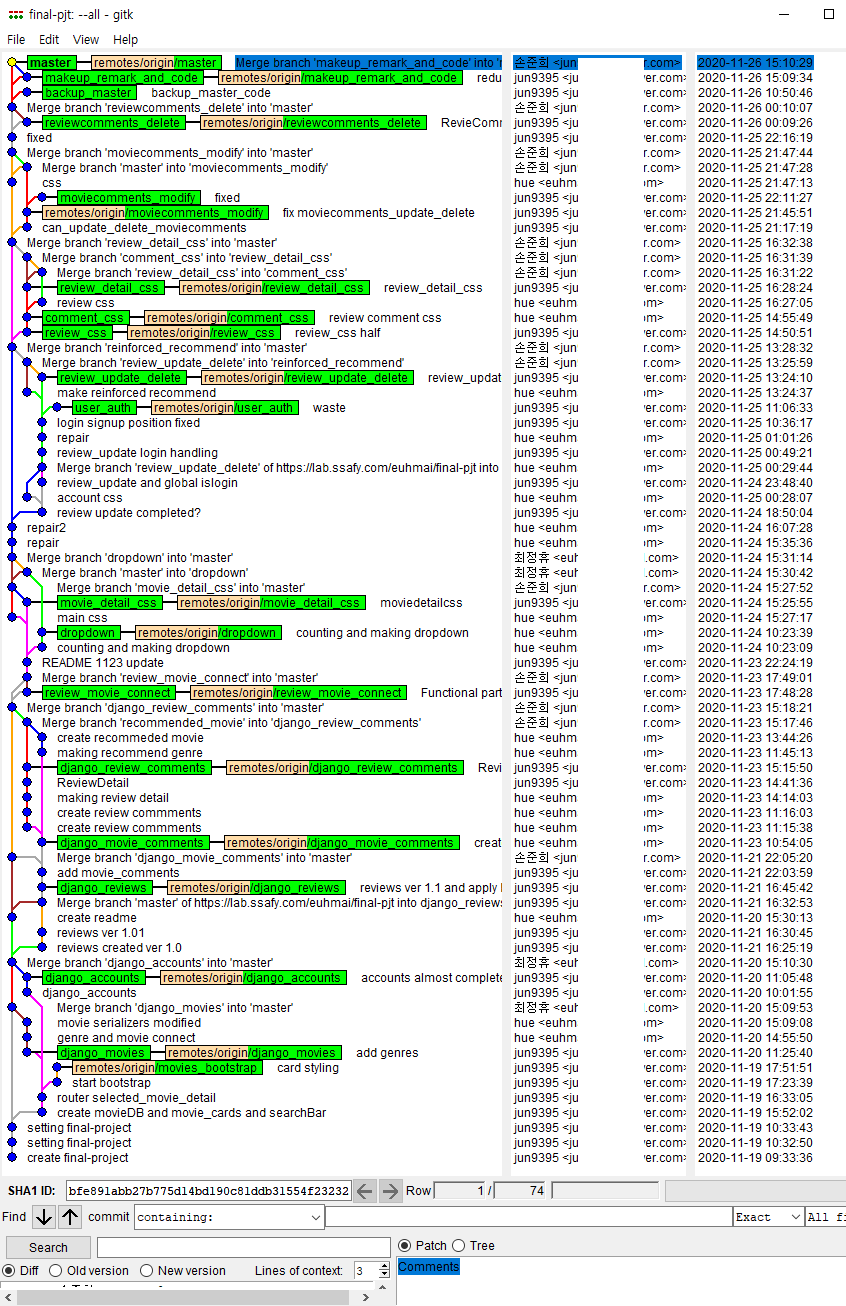 final-pjt: --all - gitk
File Edit View Help
master remotes/origin/master Merge branch 'makeup_remark_and_code' into 'r 손준희 <jun r.com> 2020-11-26 15:10:29
makeup_remark_and_code remotes/origin/makeup_remark_and_code redu jun9395 <ju ver.com> 2020-11-26 15:09:34
backup_master backup_master_code jun9395 <ju ver.com> 2020-11-26 10:50:46
Merge branch 'reviewcomments_delete' into 'master' 손준희 <jun r.com> 2020-11-26 00:10:07
reviewcomments_delete remotes/origin/reviewcomments_delete RevieComm jun9395 <ju ver.com> 2020-11-26 00:09:26
fixed jun9395 <ju ver.com> 2020-11-25 22:16:19
Merge branch 'moviecomments_modify' into 'master' 손준희 <jun r.com> 2020-11-25 21:47:44
Merge branch 'master' into 'moviecomments_modify' 손준희 <jun r.com> 2020-11-25 21:47:28
css hue <euhm om> 2020-11-25 21:47:13
moviecomments_modify fixed jun9395 <ju ver.com> 2020-11-25 22:11:27
remotes/origin/moviecomments_modify fix moviecomments_update_delete jun9395 <ju ver.com> 2020-11-25 21:45:51
can_update_delete_moviecomments jun9395 <ju ver.com> 2020-11-25 21:17:19
Merge branch 'review_detail_css' into 'master' 손준희 <jun r.com> 2020-11-25 16:32:38
Merge branch 'comment_css' into 'review_detail_css' 손준희 <jun r.com> 2020-11-25 16:31:39
Merge branch 'review_detail_css' into 'comment_css' 손준희 <jun r.com> 2020-11-25 16:31:22
review_detail_css remotes/origin/review_detail_css review_detail_css jun9395 <ju ver.com> 2020-11-25 16:28:24
review css hue <euhm om> 2020-11-25 16:27:05
comment_css remotes/origin/comment_css review comment css hue <euhm om> 2020-11-25 14:55:49
review_css remotes/origin/review_css review_css half jun9395 <ju ver.com> 2020-11-25 14:50:51
Merge branch 'reinforced_recommend' into 'master' 손준희 <jun r.com> 2020-11-25 13:28:32
Merge branch 'review_update_delete' into 'reinforced_recommend' 손준희 <jun r.com> 2020-11-25 13:25:59
review_update_delete remotes/origin/review_update_delete review_updat jun9395 <ju ver.com> 2020-11-25 13:24:10
make reinforced recommend hue <euhm om> 2020-11-25 13:24:37
user_auth remotes/origin/user_auth waste jun9395 <ju ver.com> 2020-11-25 11:06:33
login signup position fixed jun9395 <ju ver.com> 2020-11-25 10:36:17
repair hue <euhm om> 2020-11-25 01:01:26
review_update login handling jun9395 <ju ver.com> 2020-11-25 00:49:21
Merge branch 'review_update_delete' of https://lab.ssafy.com/euhmai/final-pjt into hue <euhm om> 2020-11-25 00:29:44
review_update and global islogin jun9395 <ju ver.com> 2020-11-24 23:48:40
account css hue <euhm om> 2020-11-25 00:28:07
review update completed? jun9395 <ju ver.com> 2020-11-24 18:50:04
repair2 hue <euhm om> 2020-11-24 16:07:28
repair hue <euhm om> 2020-11-24 15:35:36
Merge branch 'dropdown' into 'master' 최정휴 <euh l.com> 2020-11-24 15:31:14
Merge branch 'master' into 'dropdown' 최정휴 <euh l.com> 2020-11-24 15:30:42
Merge branch 'movie_detail_css' into 'master' 손준희 <jun r.com> 2020-11-24 15:27:52
movie_detail_css remotes/origin/movie_detail_css moviedetailcss jun9395 <ju ver.com> 2020-11-24 15:25:55
main css hue <euhm om> 2020-11-24 15:27:17
dropdown remotes/origin/dropdown counting and making dropdown hue <euhm om> 2020-11-24 10:23:39
counting and making dropdown hue <euhm om> 2020-11-24 10:23:09
README 1123 update jun9395 <ju ver.com> 2020-11-23 22:24:19
Merge branch 'review_movie_connect' into 'master' 손준희 <jun r.com> 2020-11-23 17:49:01
review_movie_connect remotes/origin/review_movie_connect Functional part jun9395 <ju ver.com> 2020-11-23 17:48:28
Merge branch 'django_review_comments' into 'master' 손준희 <jun r.com> 2020-11-23 15:18:21
Merge branch 'recommended_movie' into 'django_review_comments' 손준희 <jun r.com> 2020-11-23 15:17:46
create recommeded movie hue <euhm om> 2020-11-23 13:44:26
making recommend genre hue <euhm om> 2020-11-23 11:45:13
django_review_comments remotes/origin/django_review_comments Revi jun9395 <ju ver.com> 2020-11-23 15:15:50
ReviewDetail jun9395 <ju ver.com> 2020-11-23 14:41:36
making review detail hue <euhm om> 2020-11-23 14:14:03
create review commments hue <euhm om> 2020-11-23 11:16:03
create review commments hue <euhm om> 2020-11-23 11:15:38
django_movie_comments remotes/origin/django_movie_comments creat hue <euhm om> 2020-11-23 10:54:05
Merge branch 'django_movie_comments' into 'master' 손준희 <jun r.com> 2020-11-21 22:05:20
add movie_comments jun9395 <ju ver.com> 2020-11-21 22:03:59
django_reviews remotes/origin/django_reviews reviews ver 1.1 and apply jun9395 <ju ver.com> 2020-11-21 16:45:42
Merge branch 'master' of https://lab.ssafy.com/euhmai/final-pjt into django_reviews jun9395 <ju ver.com> 2020-11-21 16:32:53
create readme hue <euhm om> 2020-11-20 15:30:13
reviews ver 1.01 jun9395 <ju ver.com> 2020-11-21 16:30:45
reviews created ver 1.0 jun9395 <ju ver.com> 2020-11-21 16:25:19
Merge branch 'django_accounts' into 'master' 최정휴 <euh l.com> 2020-11-20 15:10:30
django_accounts remotes/origin/django_accounts accounts almost complete jun9395 <ju ver.com> 2020-11-20 11:05:48
django_accounts jun9395 <ju ver.com> 2020-11-20 10:01:55
Merge branch 'django_movies' into 'master' 최정휴 <euh l.com> 2020-11-20 15:09:53
movie serializers modified hue <euhm om> 2020-11-20 15:09:08
genre and movie connect hue <euhm om> 2020-11-20 14:55:50
django_movies remotes/origin/django_movies add genres jun9395 <ju ver.com> 2020-11-20 11:25:40
remotes/origin/movies_bootstrap card styling jun9395 <ju ver.com> 2020-11-19 17:51:51
start bootstrap jun9395 <ju ver.com> 2020-11-19 17:23:39
router selected_movie_detail jun9395 <ju ver.com> 2020-11-19 16:33:05
create movieDB and movie_cards and searchBar jun9395 <ju ver.com> 2020-11-19 15:52:02
setting final-project jun9395 <ju ver.com> 2020-11-19 10:33:43
setting final-project jun9395 <ju ver.com> 2020-11-19 10:32:50
create final-project jun9395 <ju ver.com> 2020-11-19 09:33:36
SHA1 ID: bfe891abb27b775d14bd190c81ddb31554f23232 Row 1 / 74
Find commit containing: Exact All fi
Search Patch Tree
Diff Old version New version Lines of context: 3 Comments